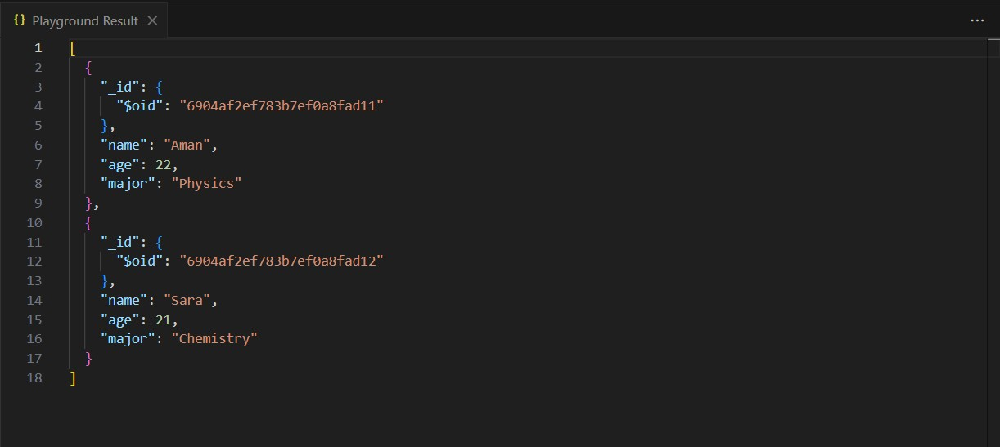 {} Playground Result ×
...
1 [
2 {
3 "_id": {
4 "$oid": "6904af2ef783b7ef0a8fad11"
5 },
6 "name": "Aman",
7 "age": 22,
8 "major": "Physics"
9 },
10 {
11 "_id": {
12 "$oid": "6904af2ef783b7ef0a8fad12"
13 },
14 "name": "Sara",
15 "age": 21,
16 "major": "Chemistry"
17 }
18 ]